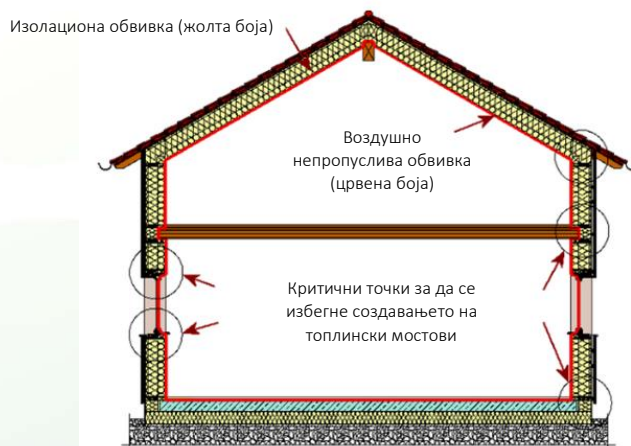 Изолациона обвивка (жолта боја)
Воздушно
непропуслива обвивка
(црвена боја)
Критични точки за да се
избегне создавањето на
топлински мостови